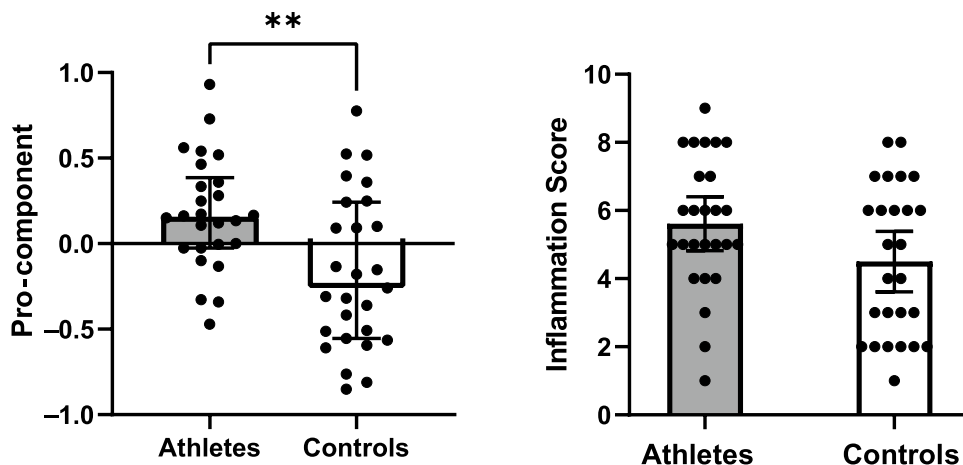 **
Pro-component
1.0
0.5
0.0
–0.5
–1.0
Athletes
Controls
Inflammation Score
10
8
6
4
2
0
Athletes
Controls